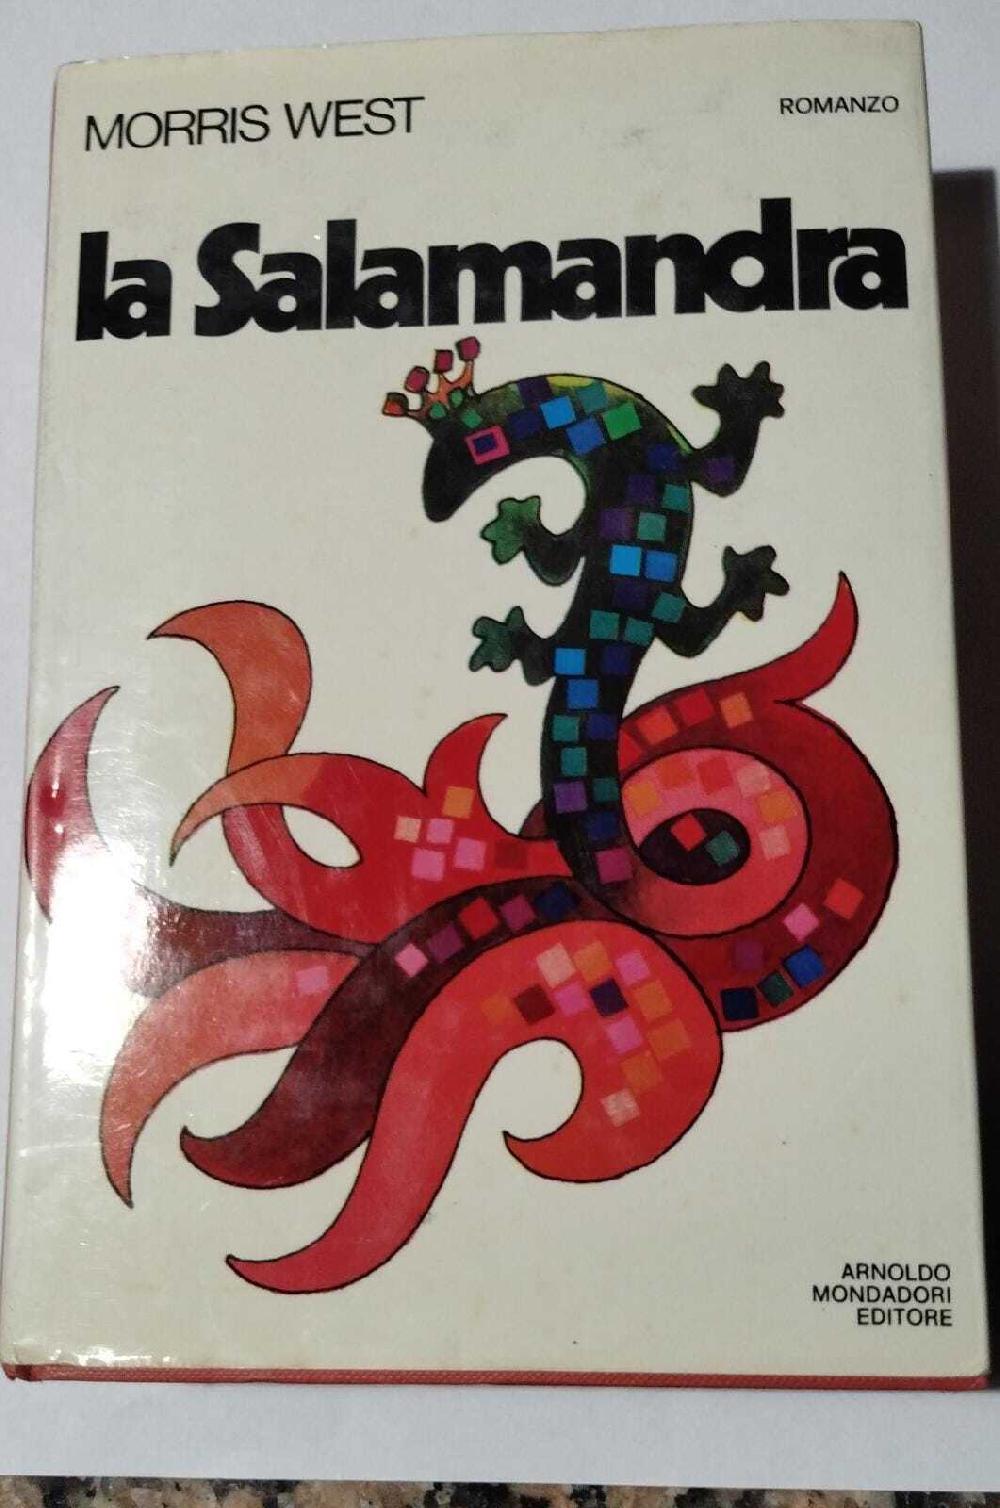 MORRIS WEST
ROMANZO
la Salamandra
ARNOLDO
MONDADORI
EDITORE